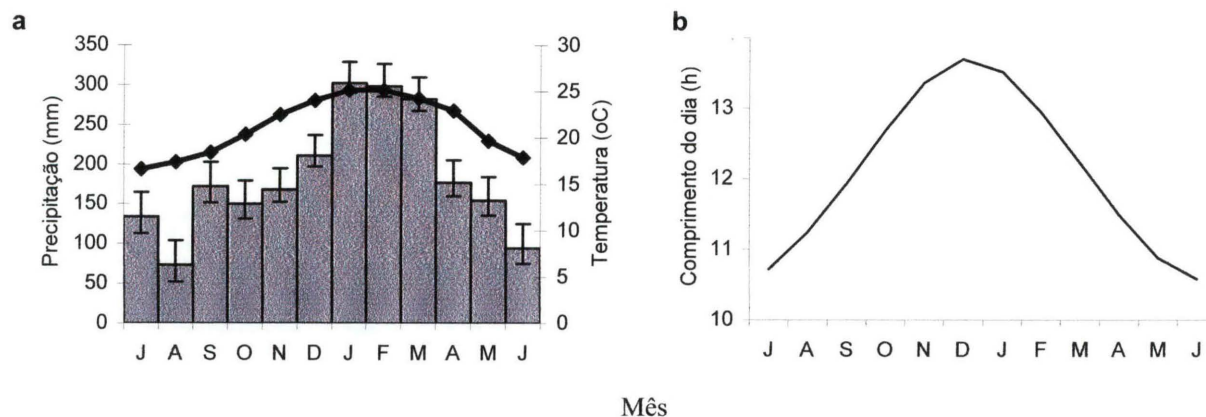 a
350
300
250
200
150
100
50
0
Precipitação (mm)
30
25
20
15
10
5
0
Temperatura (oC)
J A S O N D J F M A M J
b
13
12
11
10
Comprimento do dia (h)
J A S O N D J F M A M J
Mês